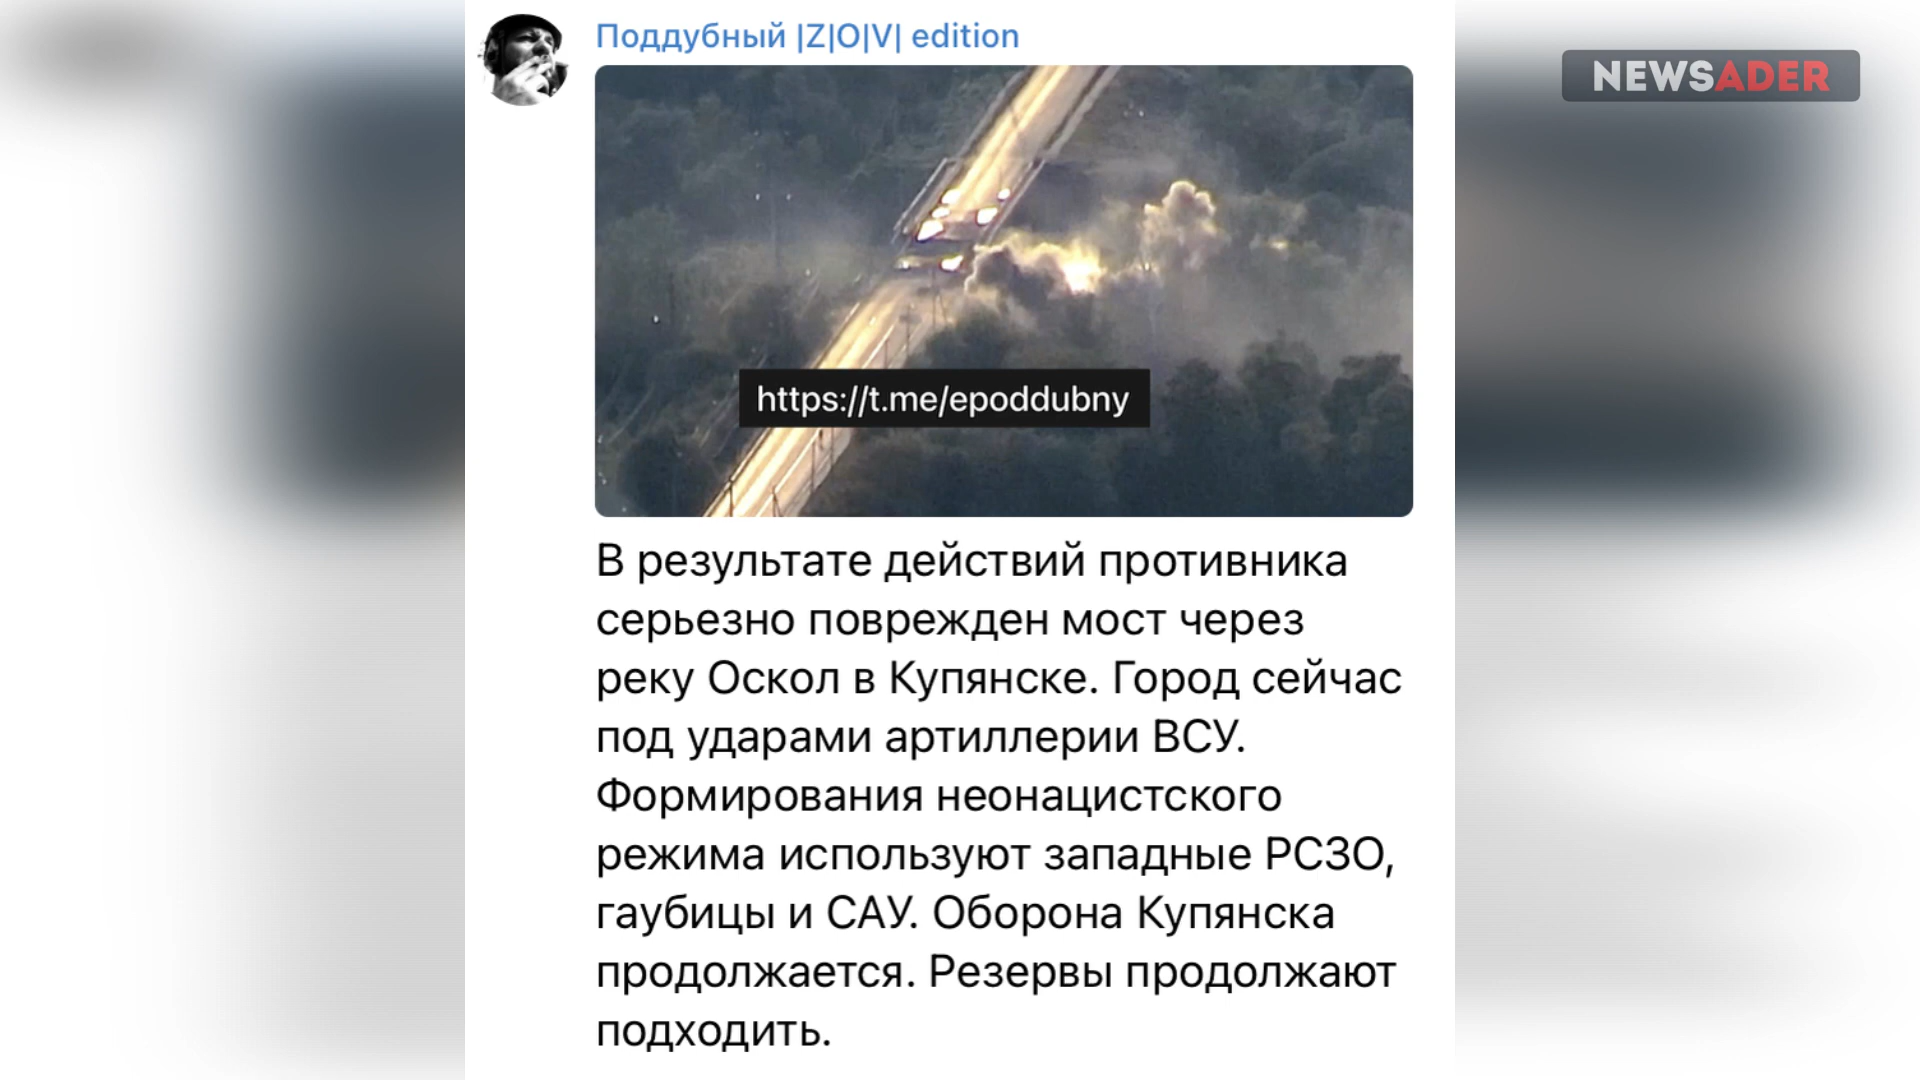 Поддубный |Z|O|V| edition
NEWSADER
https://t.me/epoddubny
В результате действий противника
серьезно поврежден мост через
реку Оскол в Купянске. Город сейчас
под ударами артиллерии ВСУ.
Формирования неонацистского
режима используют западные РСЗО,
гаубицы и САУ. Оборона Купянска
продолжается. Резервы продолжают
подходить.